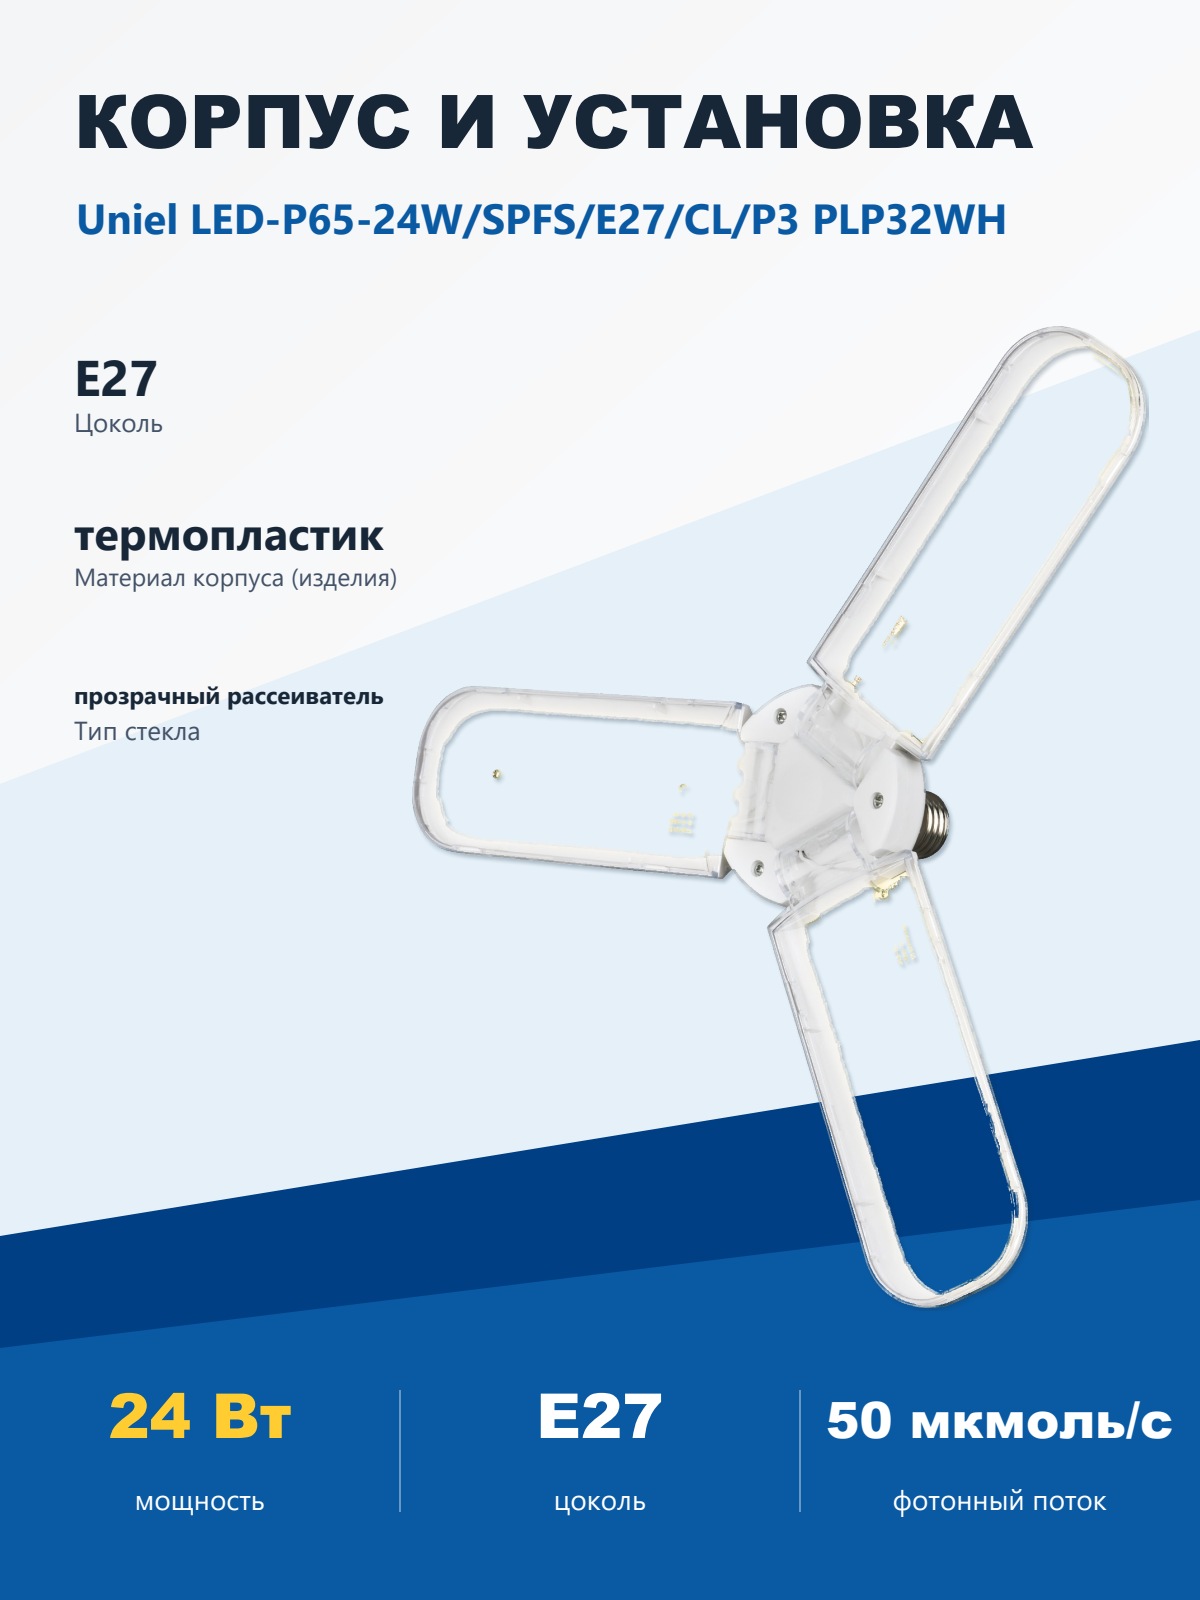 КОРПУС И УСТАНОВКА
Uniel LED-P65-24W/SPFS/E27/CL/P3 PLP32WH
E27
Цоколь
термопластик
Материал корпуса (изделия)
прозрачный рассеиватель
Тип стекла
24 Вт
мощность
E27
цоколь
50 мкмоль/с
фотонный поток